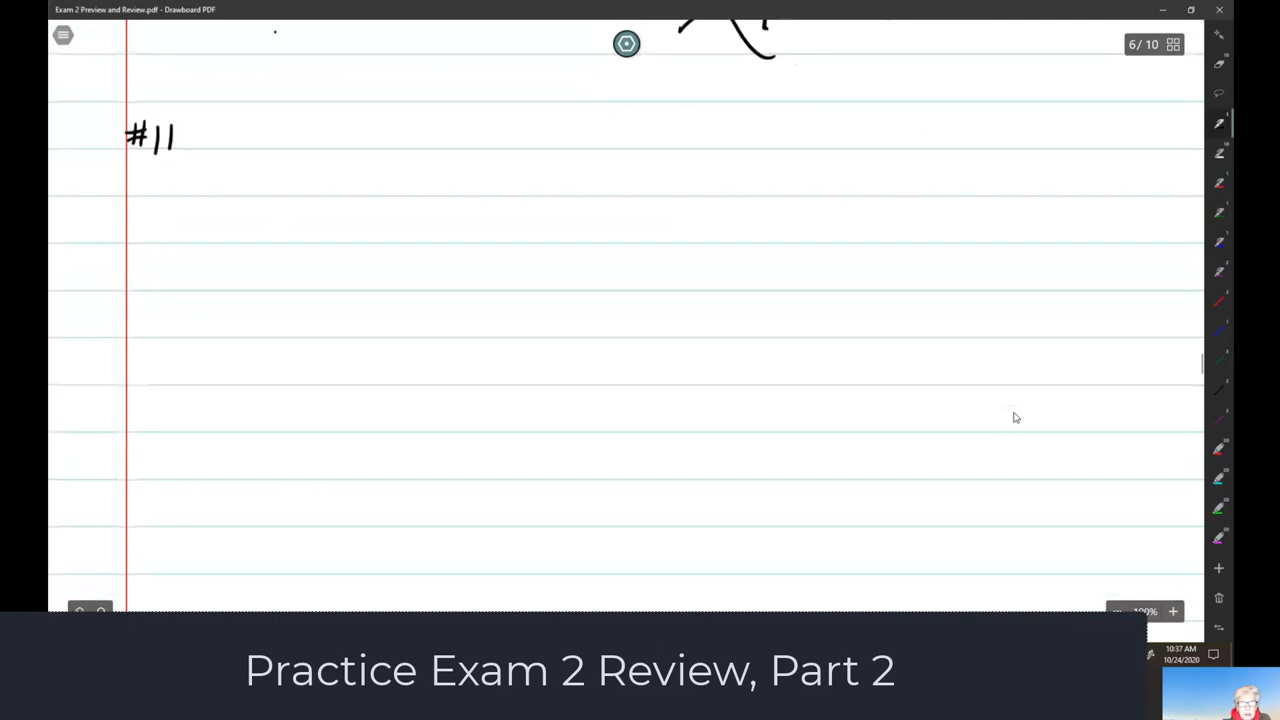 Exam 2 Preview and Review.pdf - Drawboard PDF
6 / 10
#11
100%
10:37 AM
10/24/2020
Practice Exam 2 Review, Part 2